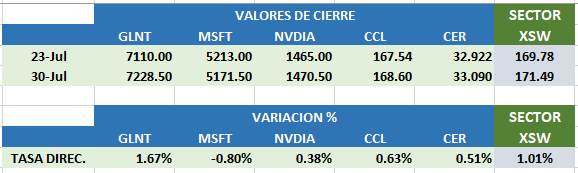 VALORES DE CIERRE SECTOR
GLNT MSFT NVDIA CCL CER XSW
23-Jul 7110.00 5213.00 1465.00 167.54 32.922 169.78
30-Jul 7228.50 5171.50 1470.50 168.60 33.090 171.49
VARIACION % SECTOR
GLNT MSFT NVDIA CCL CER XSW
TASA DIREC. 1.67% -0.80% 0.38% 0.63% 0.51% 1.01%